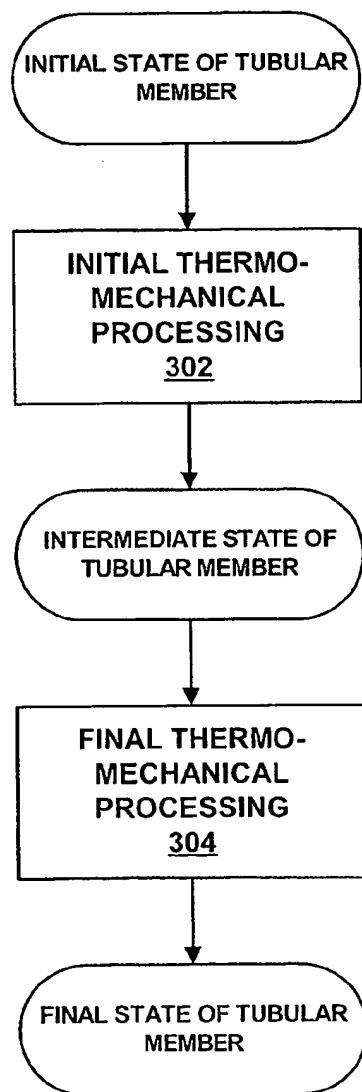 INITIAL STATE OF TUBULAR
MEMBER
INITIAL THERMO-
MECHANICAL
PROCESSING
302
INTERMEDIATE STATE OF
TUBULAR MEMBER
FINAL THERMO-
MECHANICAL
PROCESSING
304
FINAL STATE OF TUBULAR
MEMBER